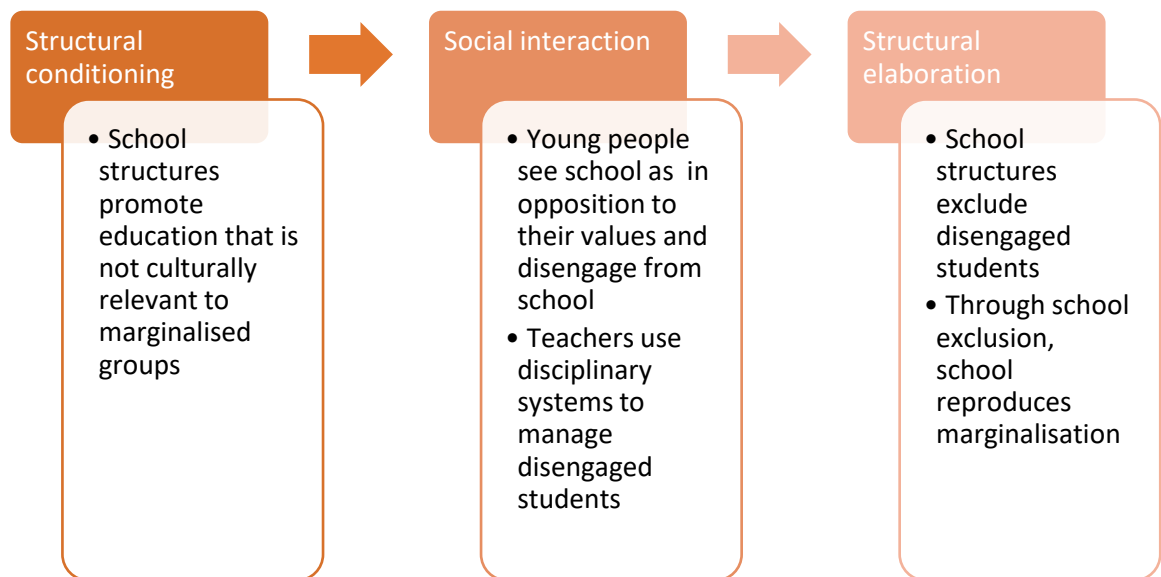 Structural
conditioning
• School
structures
promote
education that is
not culturally
relevant to
marginalised
groups
Social interaction
• Young people
see school as  in
opposition to
their values and
disengage from
school
• Teachers use
disciplinary
systems to
manage
disengaged
students
Structural
elaboration
• School
structures
exclude
disengaged
students
• Through school
exclusion,
school
reproduces
marginalisation